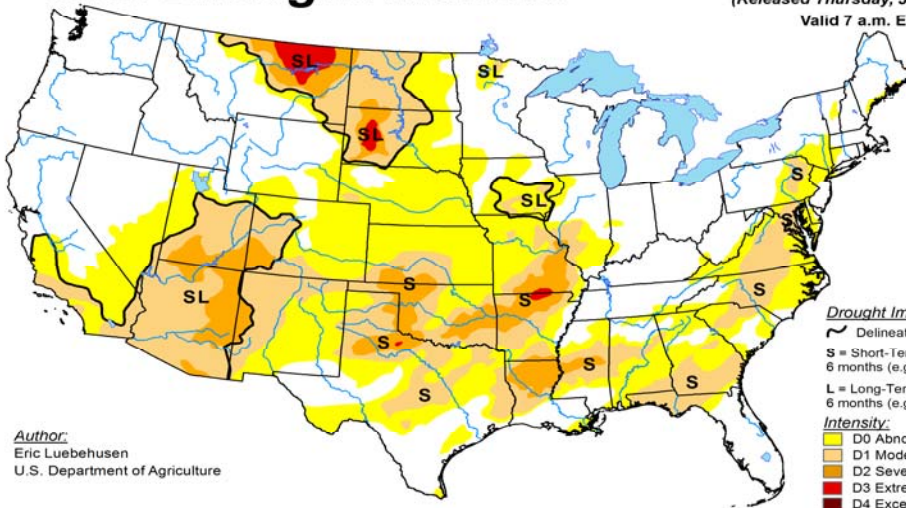 (Released Thursday,
Valid 7 a.m. E
SL
SL
SL
S
S
SL
SL
S
S
S
S
S
S
S
Drought Im
Delinea
S = Short-Ter
6 months (e.g
L = Long-Ter
6 months (e.g
Intensity:
D0 Abno
D1 Mode
D2 Seve
D3 Extre
D4 Exce
Author:
Eric Luebehusen
U.S. Department of Agriculture